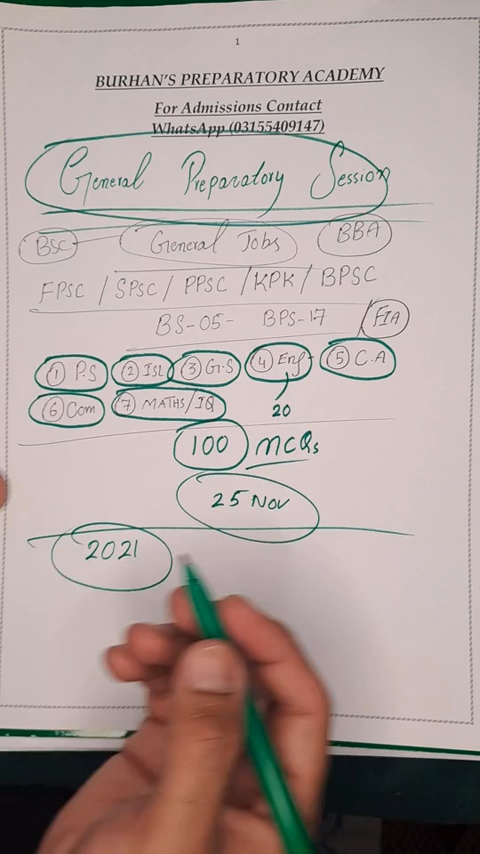 1
BURHAN'S PREPARATORY ACADEMY
For Admissions Contact
WhatsApp (03155409147)
General Preparatory Session
BSC General Jobs BBA
FPSC / SPSC / PPSC / KPK / BPSC
BS-05- BPS-17 FIA
① P.S ② ISL ③ G.S ④ Eng ⑤ C.A
⑥ Com ⑦ MATHS/IQ 20
100 MCQs
25 Nov
2021